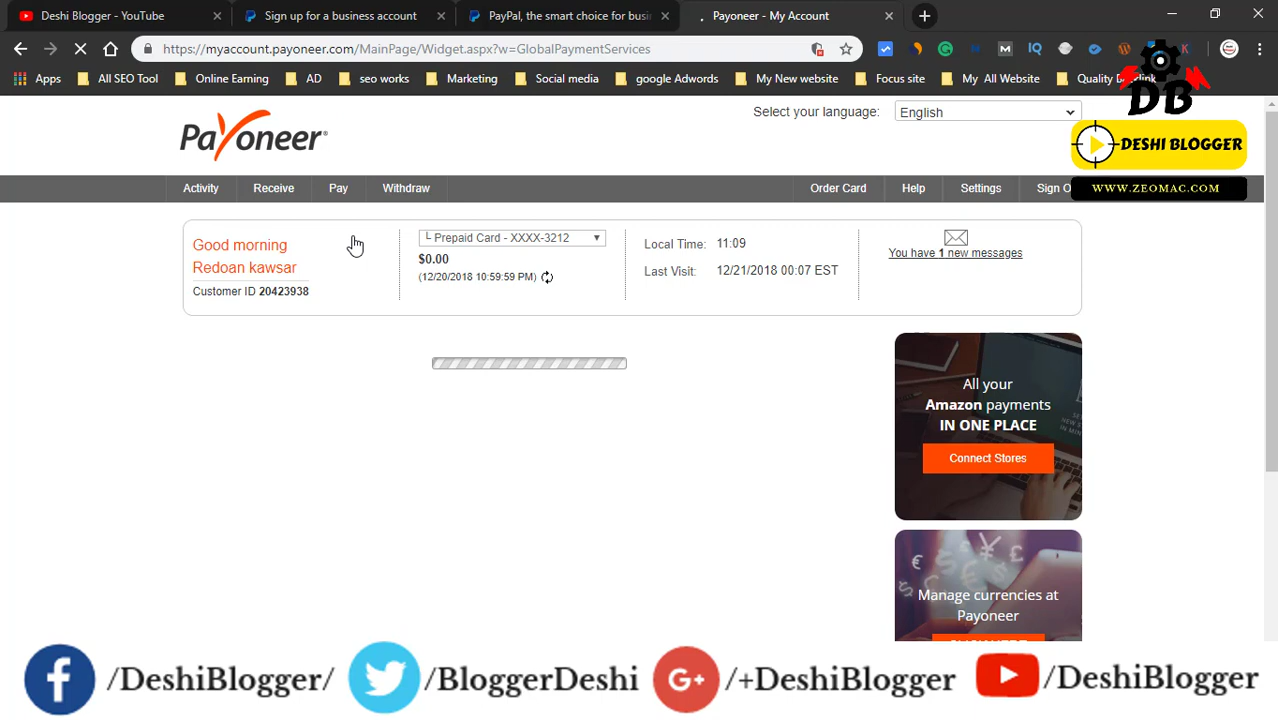 Deshi Blogger - YouTube
Sign up for a business account
PayPal, the smart choice for busi
Payoneer - My Account
https://myaccount.payoneer.com/MainPage/Widget.aspx?w=GlobalPaymentServices
Apps
All SEO Tool
Online Earning
AD
seo works
Marketing
Social media
google Adwords
My New website
Focus site
My All Website
Quality Backlink
DB
DESHI BLOGGER
WWW.ZEOMAC.COM
Payoneer
Select your language:
English
Activity
Receive
Pay
Withdraw
Order Card
Help
Settings
Sign O
Good morning
Redoan kawsar
Customer ID 20423938
└ Prepaid Card - XXXX-3212
$0.00
(12/20/2018 10:59:59 PM)
Local Time: 11:09
Last Visit: 12/21/2018 00:07 EST
You have 1 new messages
All your
Amazon payments
IN ONE PLACE
Connect Stores
Manage currencies at
Payoneer
/DeshiBlogger/
/BloggerDeshi
/+DeshiBlogger
/DeshiBlogger